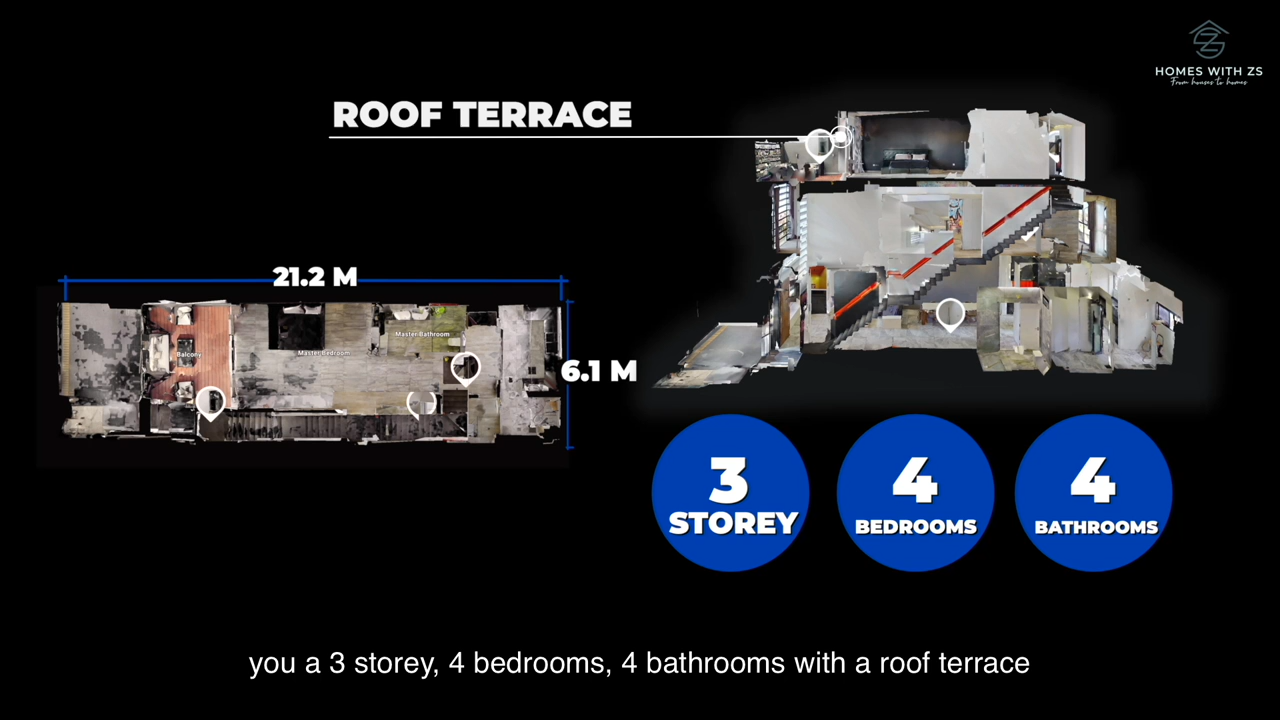 HOMES WITH ZS
From houses to homes
ROOF TERRACE
21.2 M
Master Bathroom
Balcony
Master Bedroom
6.1 M
3
STOREY
4
BEDROOMS
4
BATHROOMS
you a 3 storey, 4 bedrooms, 4 bathrooms with a roof terrace